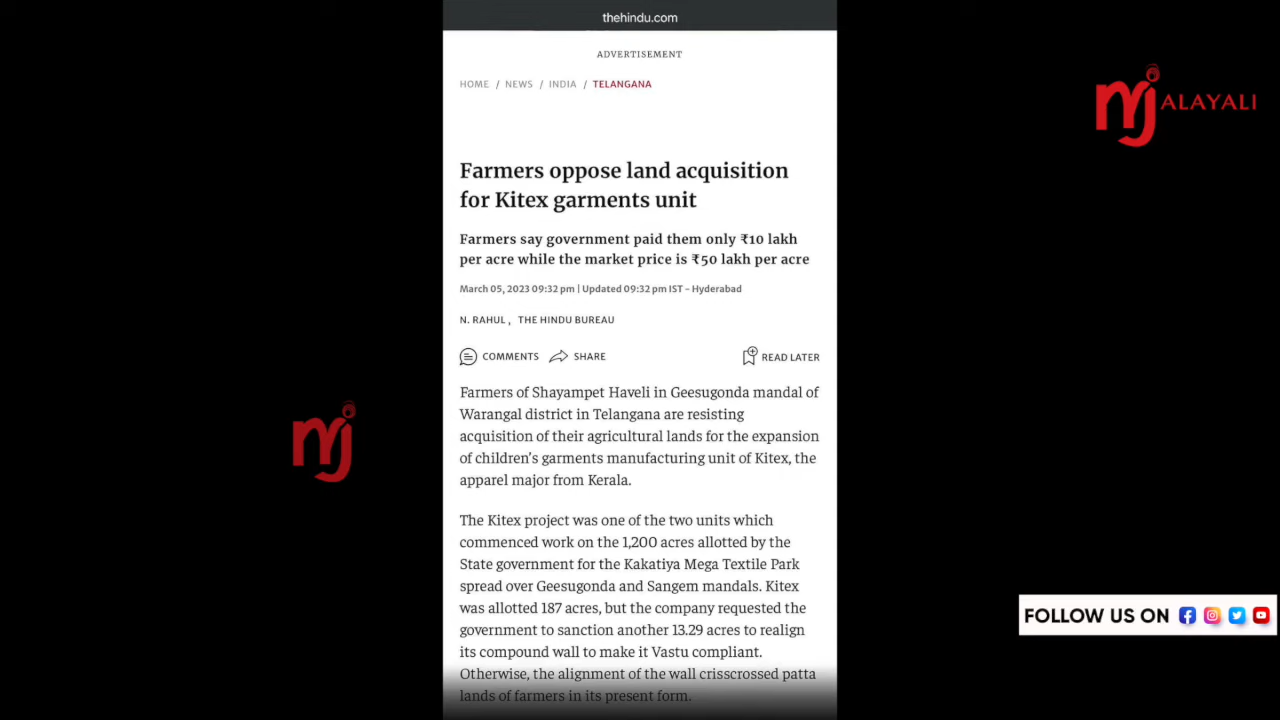 thehindu.com
ADVERTISEMENT
HOME / NEWS / INDIA / TELANGANA
Farmers oppose land acquisition
for Kitex garments unit
Farmers say government paid them only ₹10 lakh
per acre while the market price is ₹50 lakh per acre
March 05, 2023 09:32 pm | Updated 09:32 pm IST - Hyderabad
N. RAHUL, THE HINDU BUREAU
COMMENTS SHARE READ LATER
Farmers of Shayampet Haveli in Geesugonda mandal of
Warangal district in Telangana are resisting
acquisition of their agricultural lands for the expansion
of children’s garments manufacturing unit of Kitex, the
apparel major from Kerala.
The Kitex project was one of the two units which
commenced work on the 1,200 acres allotted by the
State government for the Kakatiya Mega Textile Park
spread over Geesugonda and Sangem mandals. Kitex
was allotted 187 acres, but the company requested the
government to sanction another 13.29 acres to realign
its compound wall to make it Vastu compliant.
Otherwise, the alignment of the wall crisscrossed patta
lands of farmers in its present form.
mj ALAYALI
mj
FOLLOW US ON